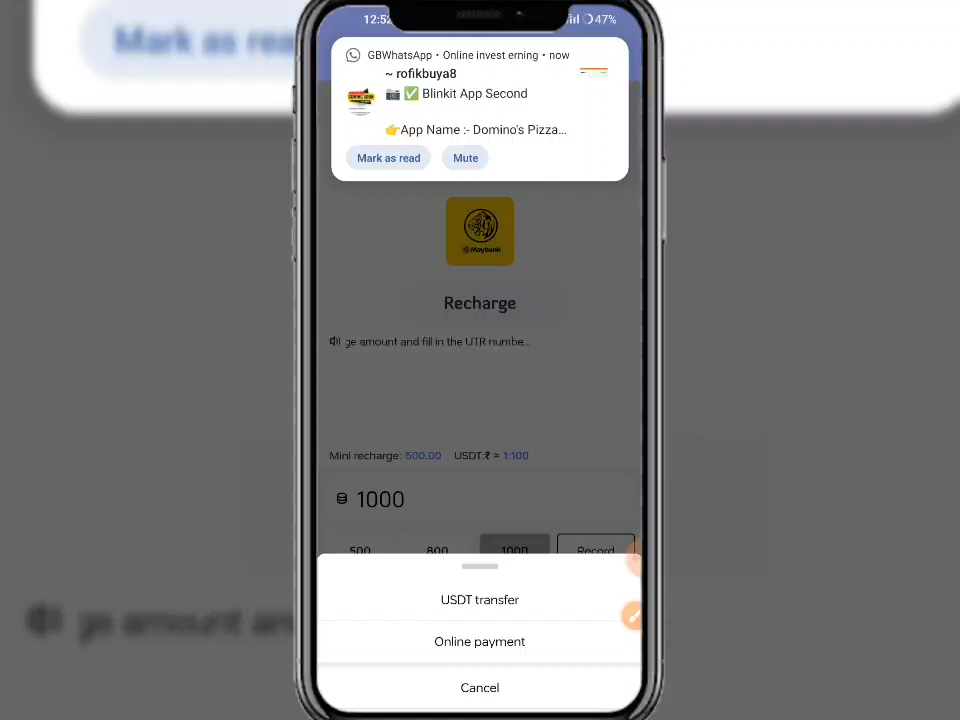 Mark as rea
12:52
47%
GBWhatsApp • Online invest erning • now
~ rofikbuya8
📷 ✅ Blinkit App Second
👉App Name :- Domino's Pizza...
Mark as read
Mute
COMING SOON
Maybank
Recharge
ge amount and fill in the UTR numbe...
Mini recharge: 500.00 USDT:₹ ≈ 1:100
1000
500 800 1000 Record
USDT transfer
Online payment
Cancel
ge amount an